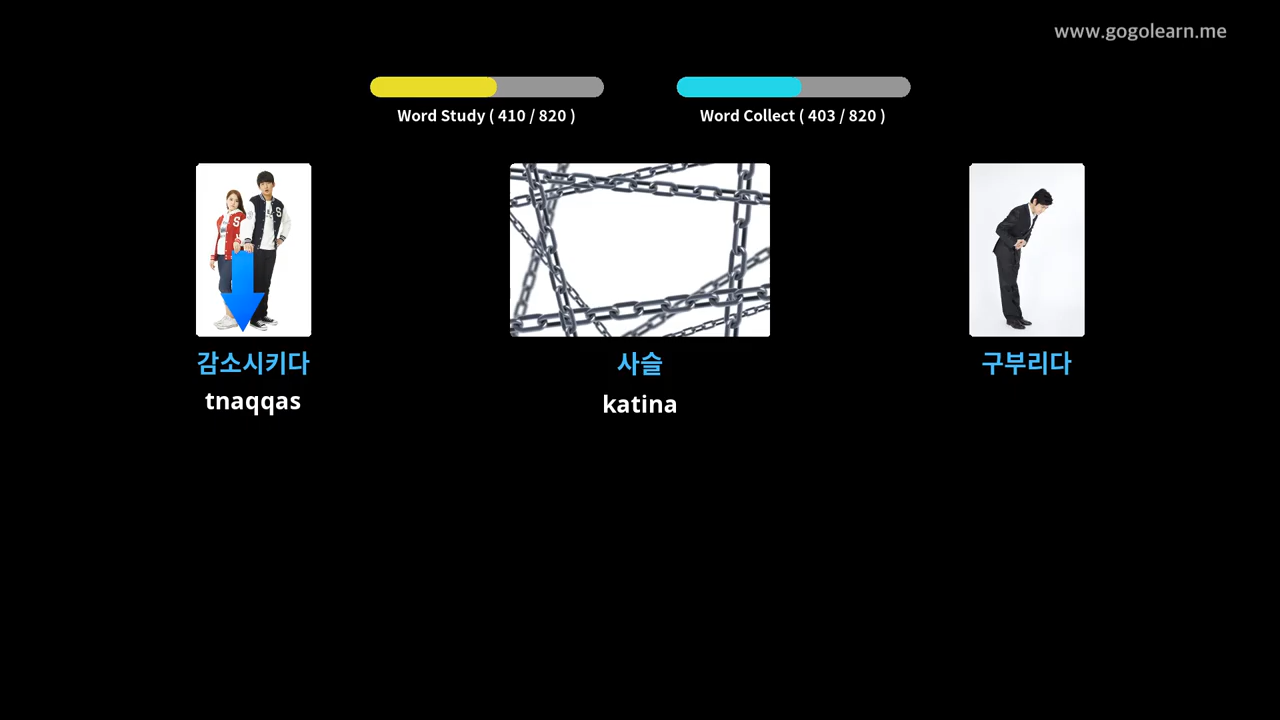 www.gogolearn.me
Word Study ( 410 / 820 )
Word Collect ( 403 / 820 )
감소시키다
사슬
구부리다
tnaqqas
katina